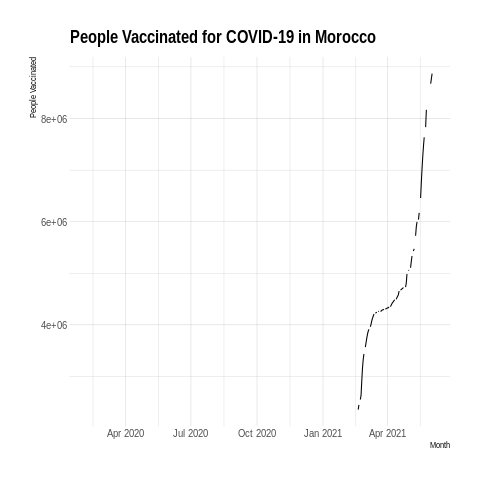 People Vaccinated for COVID-19 in Morocco
People Vaccinated
8e+06
6e+06
4e+06
Apr 2020 Jul 2020 Oct 2020 Jan 2021 Apr 2021
Month